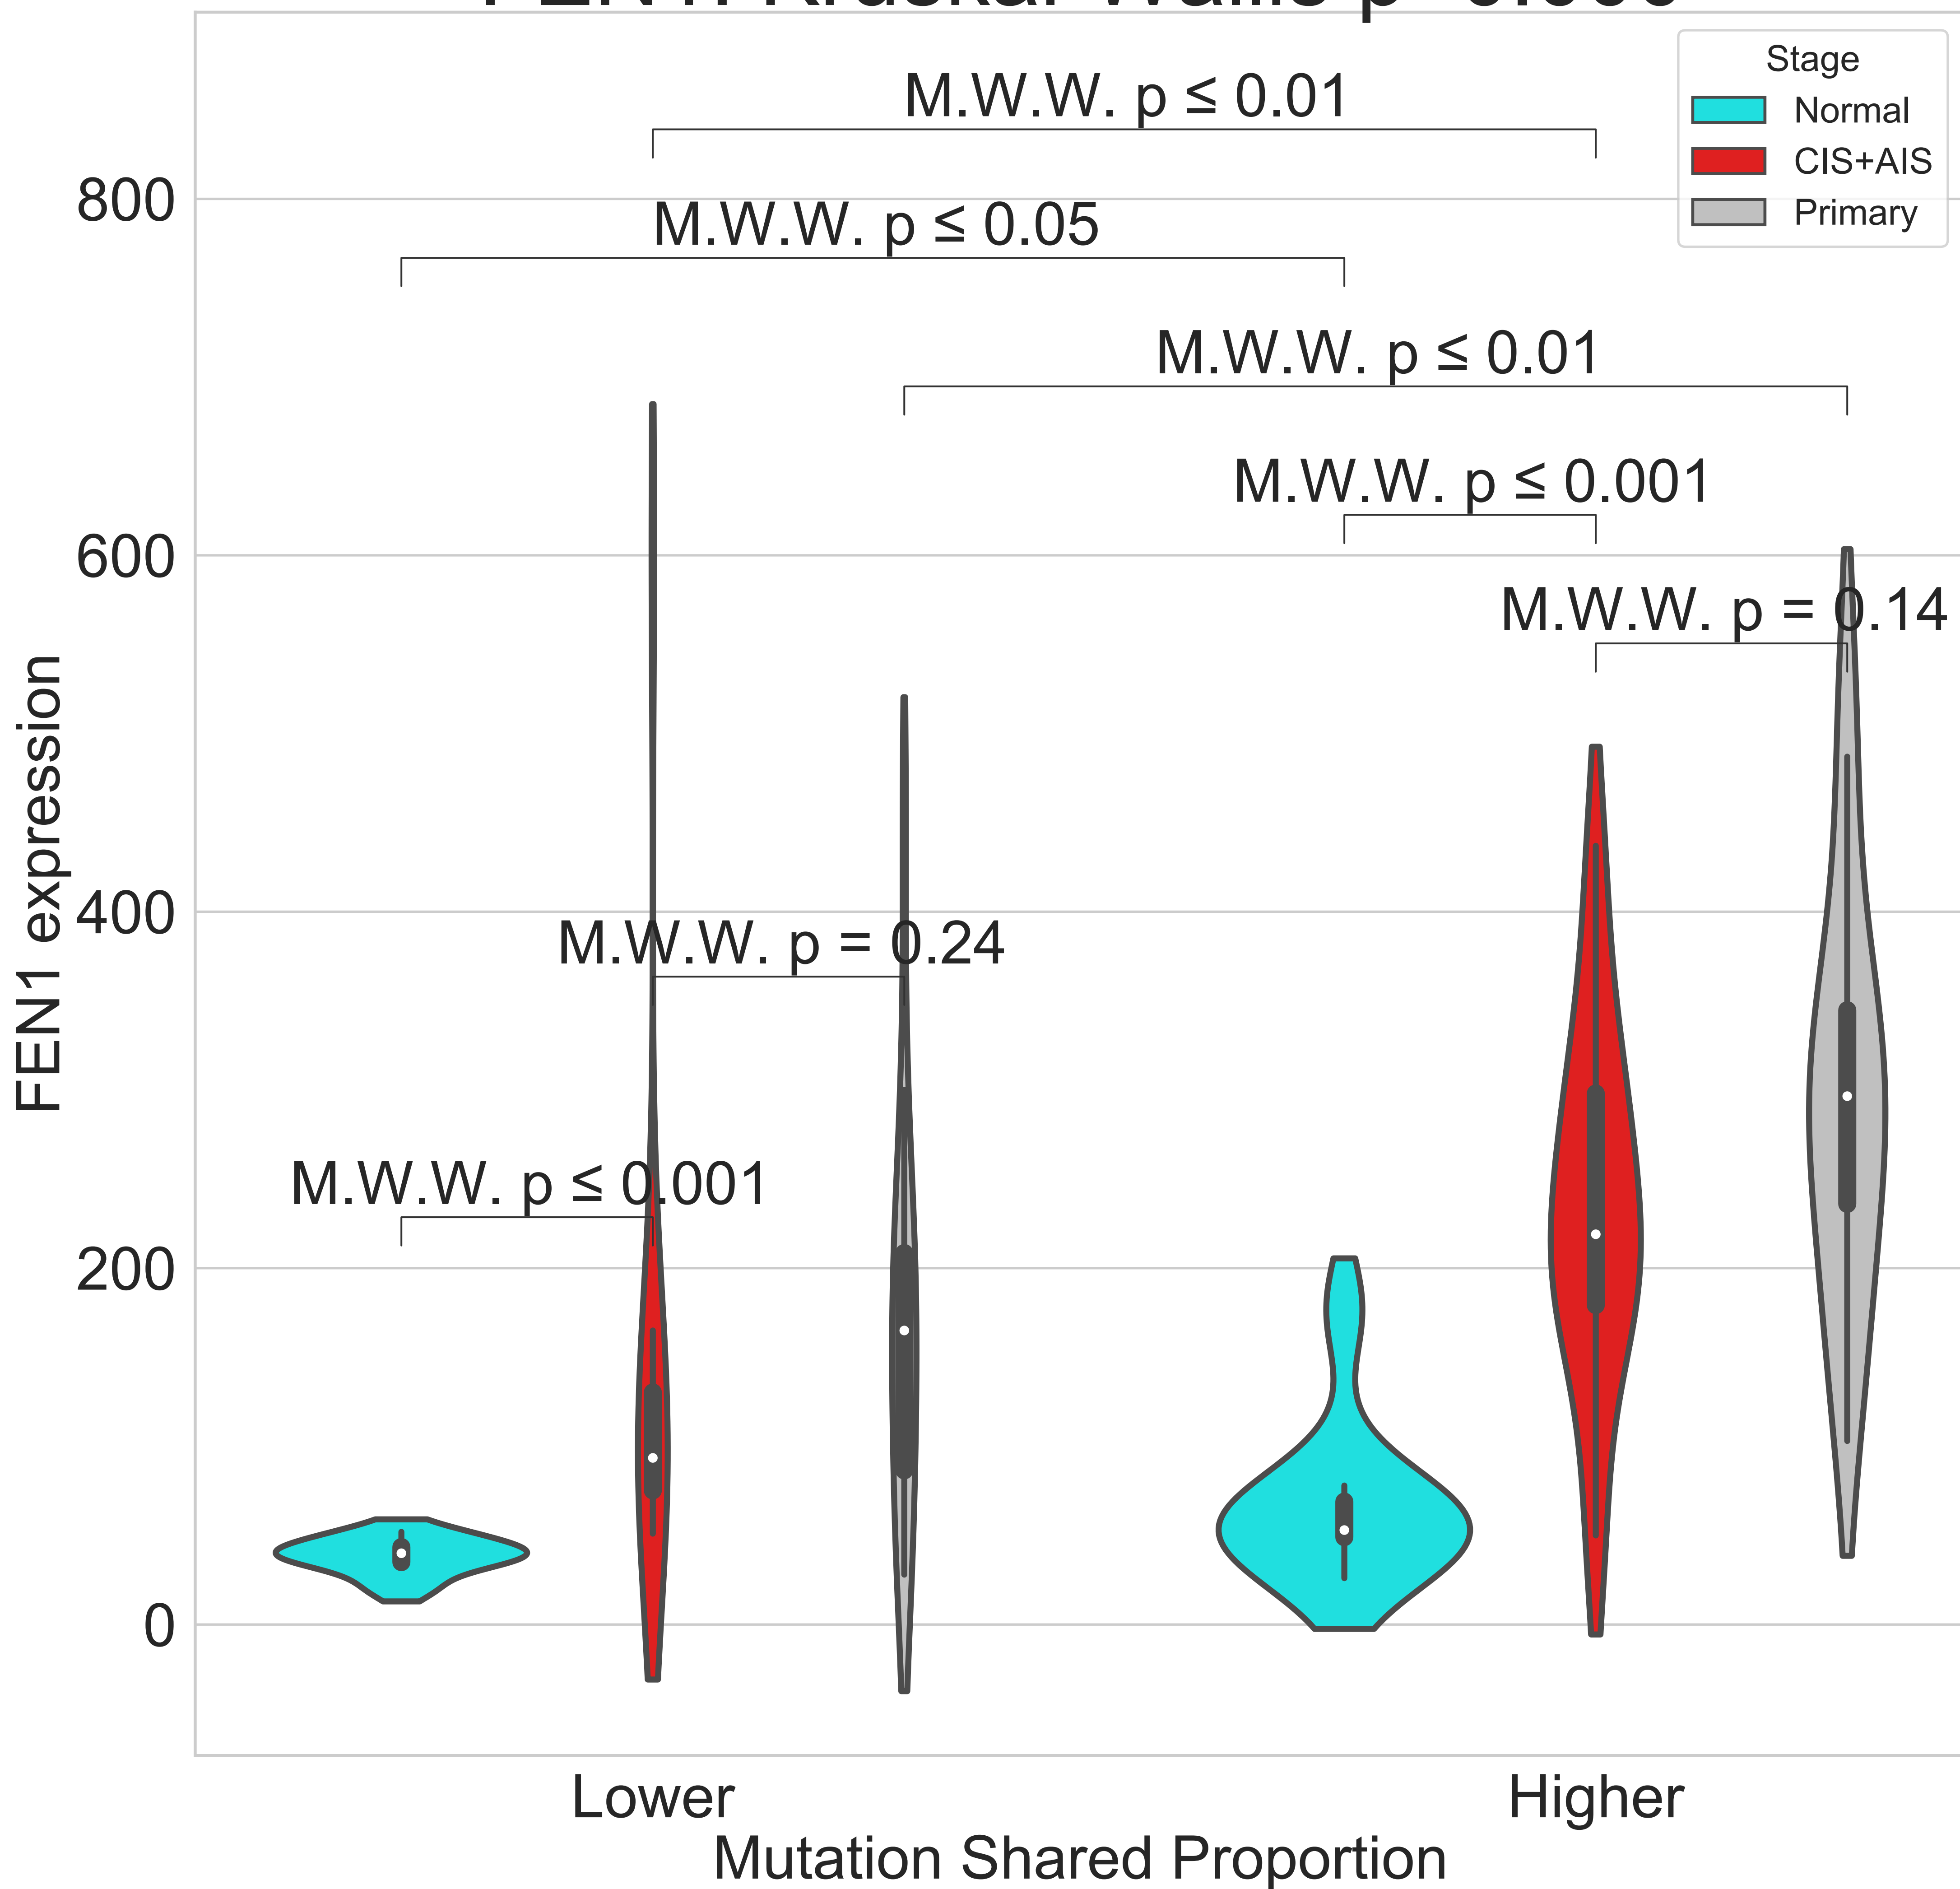 Stage
Normal
CIS+AIS
Primary
M.W.W. p ≤ 0.01
M.W.W. p ≤ 0.05
M.W.W. p ≤ 0.01
M.W.W. p ≤ 0.001
M.W.W. p = 0.14
M.W.W. p = 0.24
M.W.W. p ≤ 0.001
800
600
400
200
0
FEN1 expression
Lower
Higher
Mutation Shared Proportion